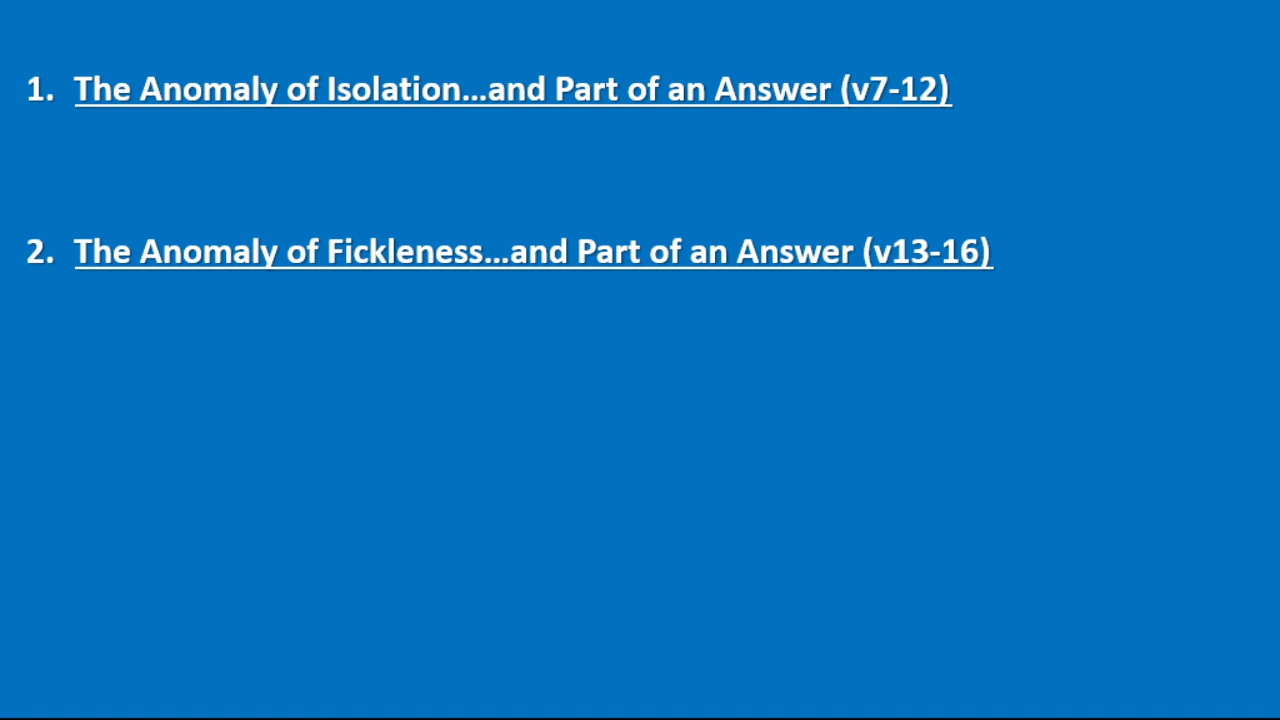 1. The Anomaly of Isolation...and Part of an Answer (v7-12)
2. The Anomaly of Fickleness...and Part of an Answer (v13-16)